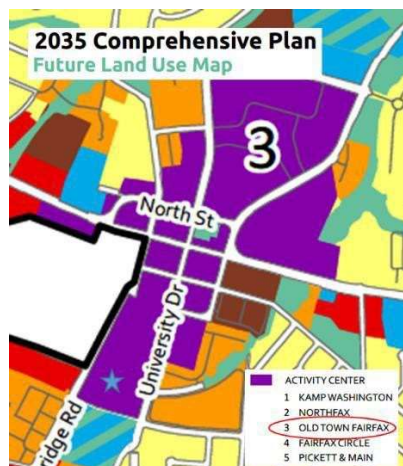 2035 Comprehensive Plan
Future Land Use Map
3
North St
University Dr
ridge Rd
ACTIVITY CENTER
1 KAMP WASHINGTON
2 NORTHFAX
3 OLD TOWN FAIRFAX
4 FAIRFAX CIRCLE
5 PICKETT & MAIN